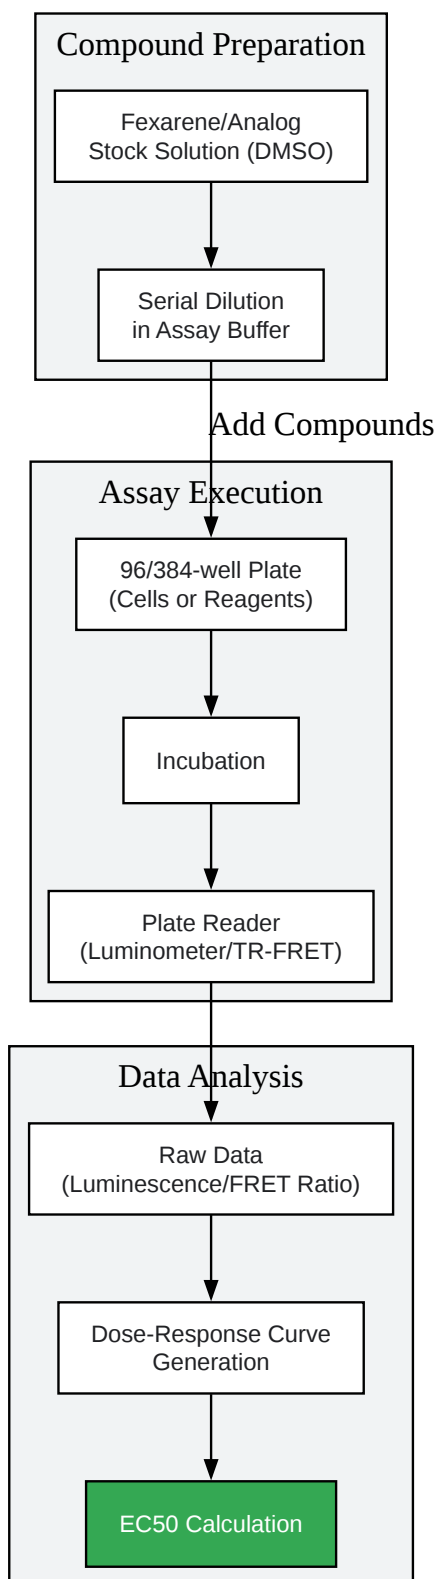 Compound Preparation
Fexarene/Analog
Stock Solution (DMSO)
Serial Dilution
in Assay Buffer
Add Compounds
Assay Execution
96/384-well Plate
(Cells or Reagents)
Incubation
Plate Reader
(Luminometer/TR-FRET)
Data Analysis
Raw Data
(Luminescence/FRET Ratio)
Dose-Response Curve
Generation
EC50 Calculation